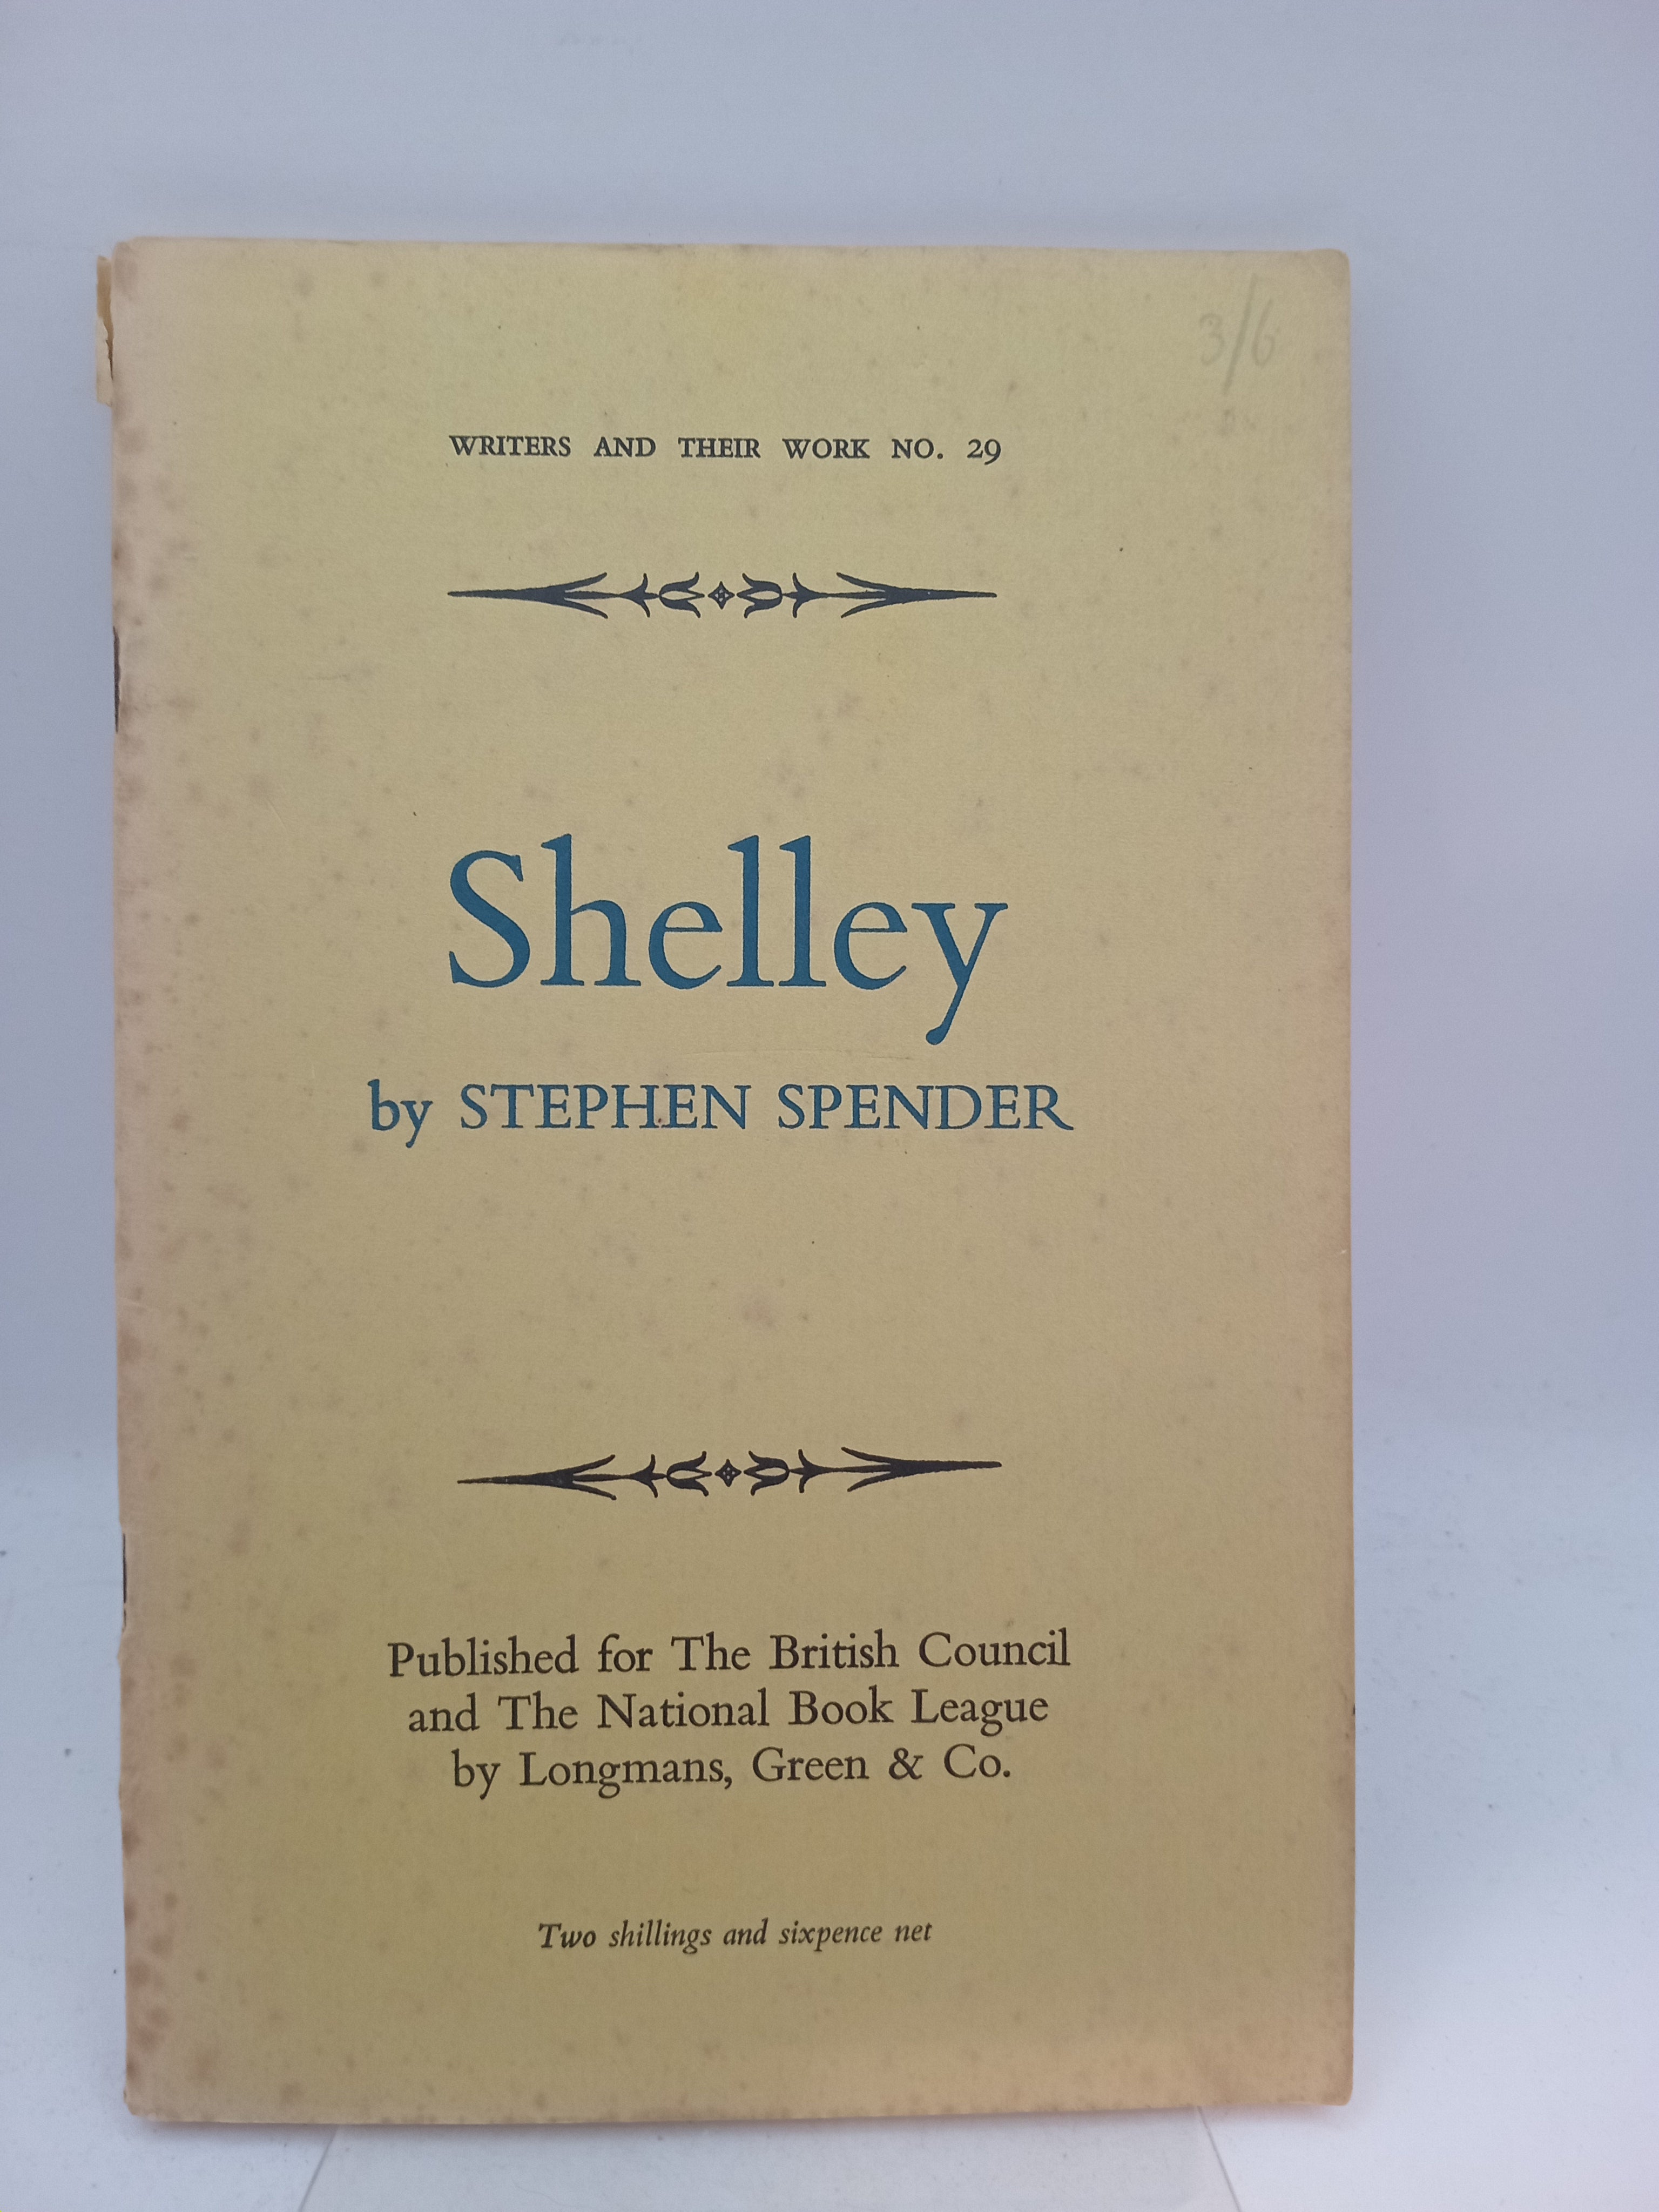 3/6
WRITERS AND THEIR WORK NO. 29
Shelley
by STEPHEN SPENDER
Published for The British Council
and The National Book League
by Longmans, Green & Co.
Two shillings and sixpence net